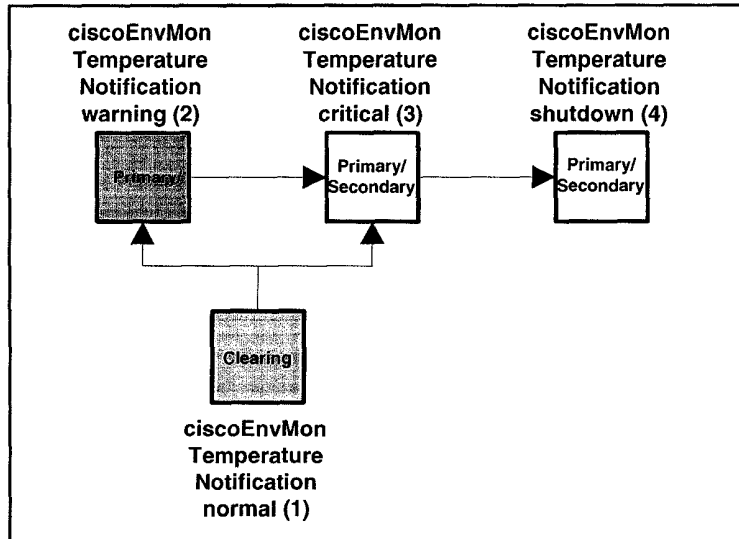 ciscoEnvMon
Temperature
Notification
warning (2)
ciscoEnvMon
Temperature
Notification
critical (3)
ciscoEnvMon
Temperature
Notification
shutdown (4)
Primary/
Primary/
Secondary
Primary/
Secondary
Clearing
ciscoEnvMon
Temperature
Notification
normal (1)